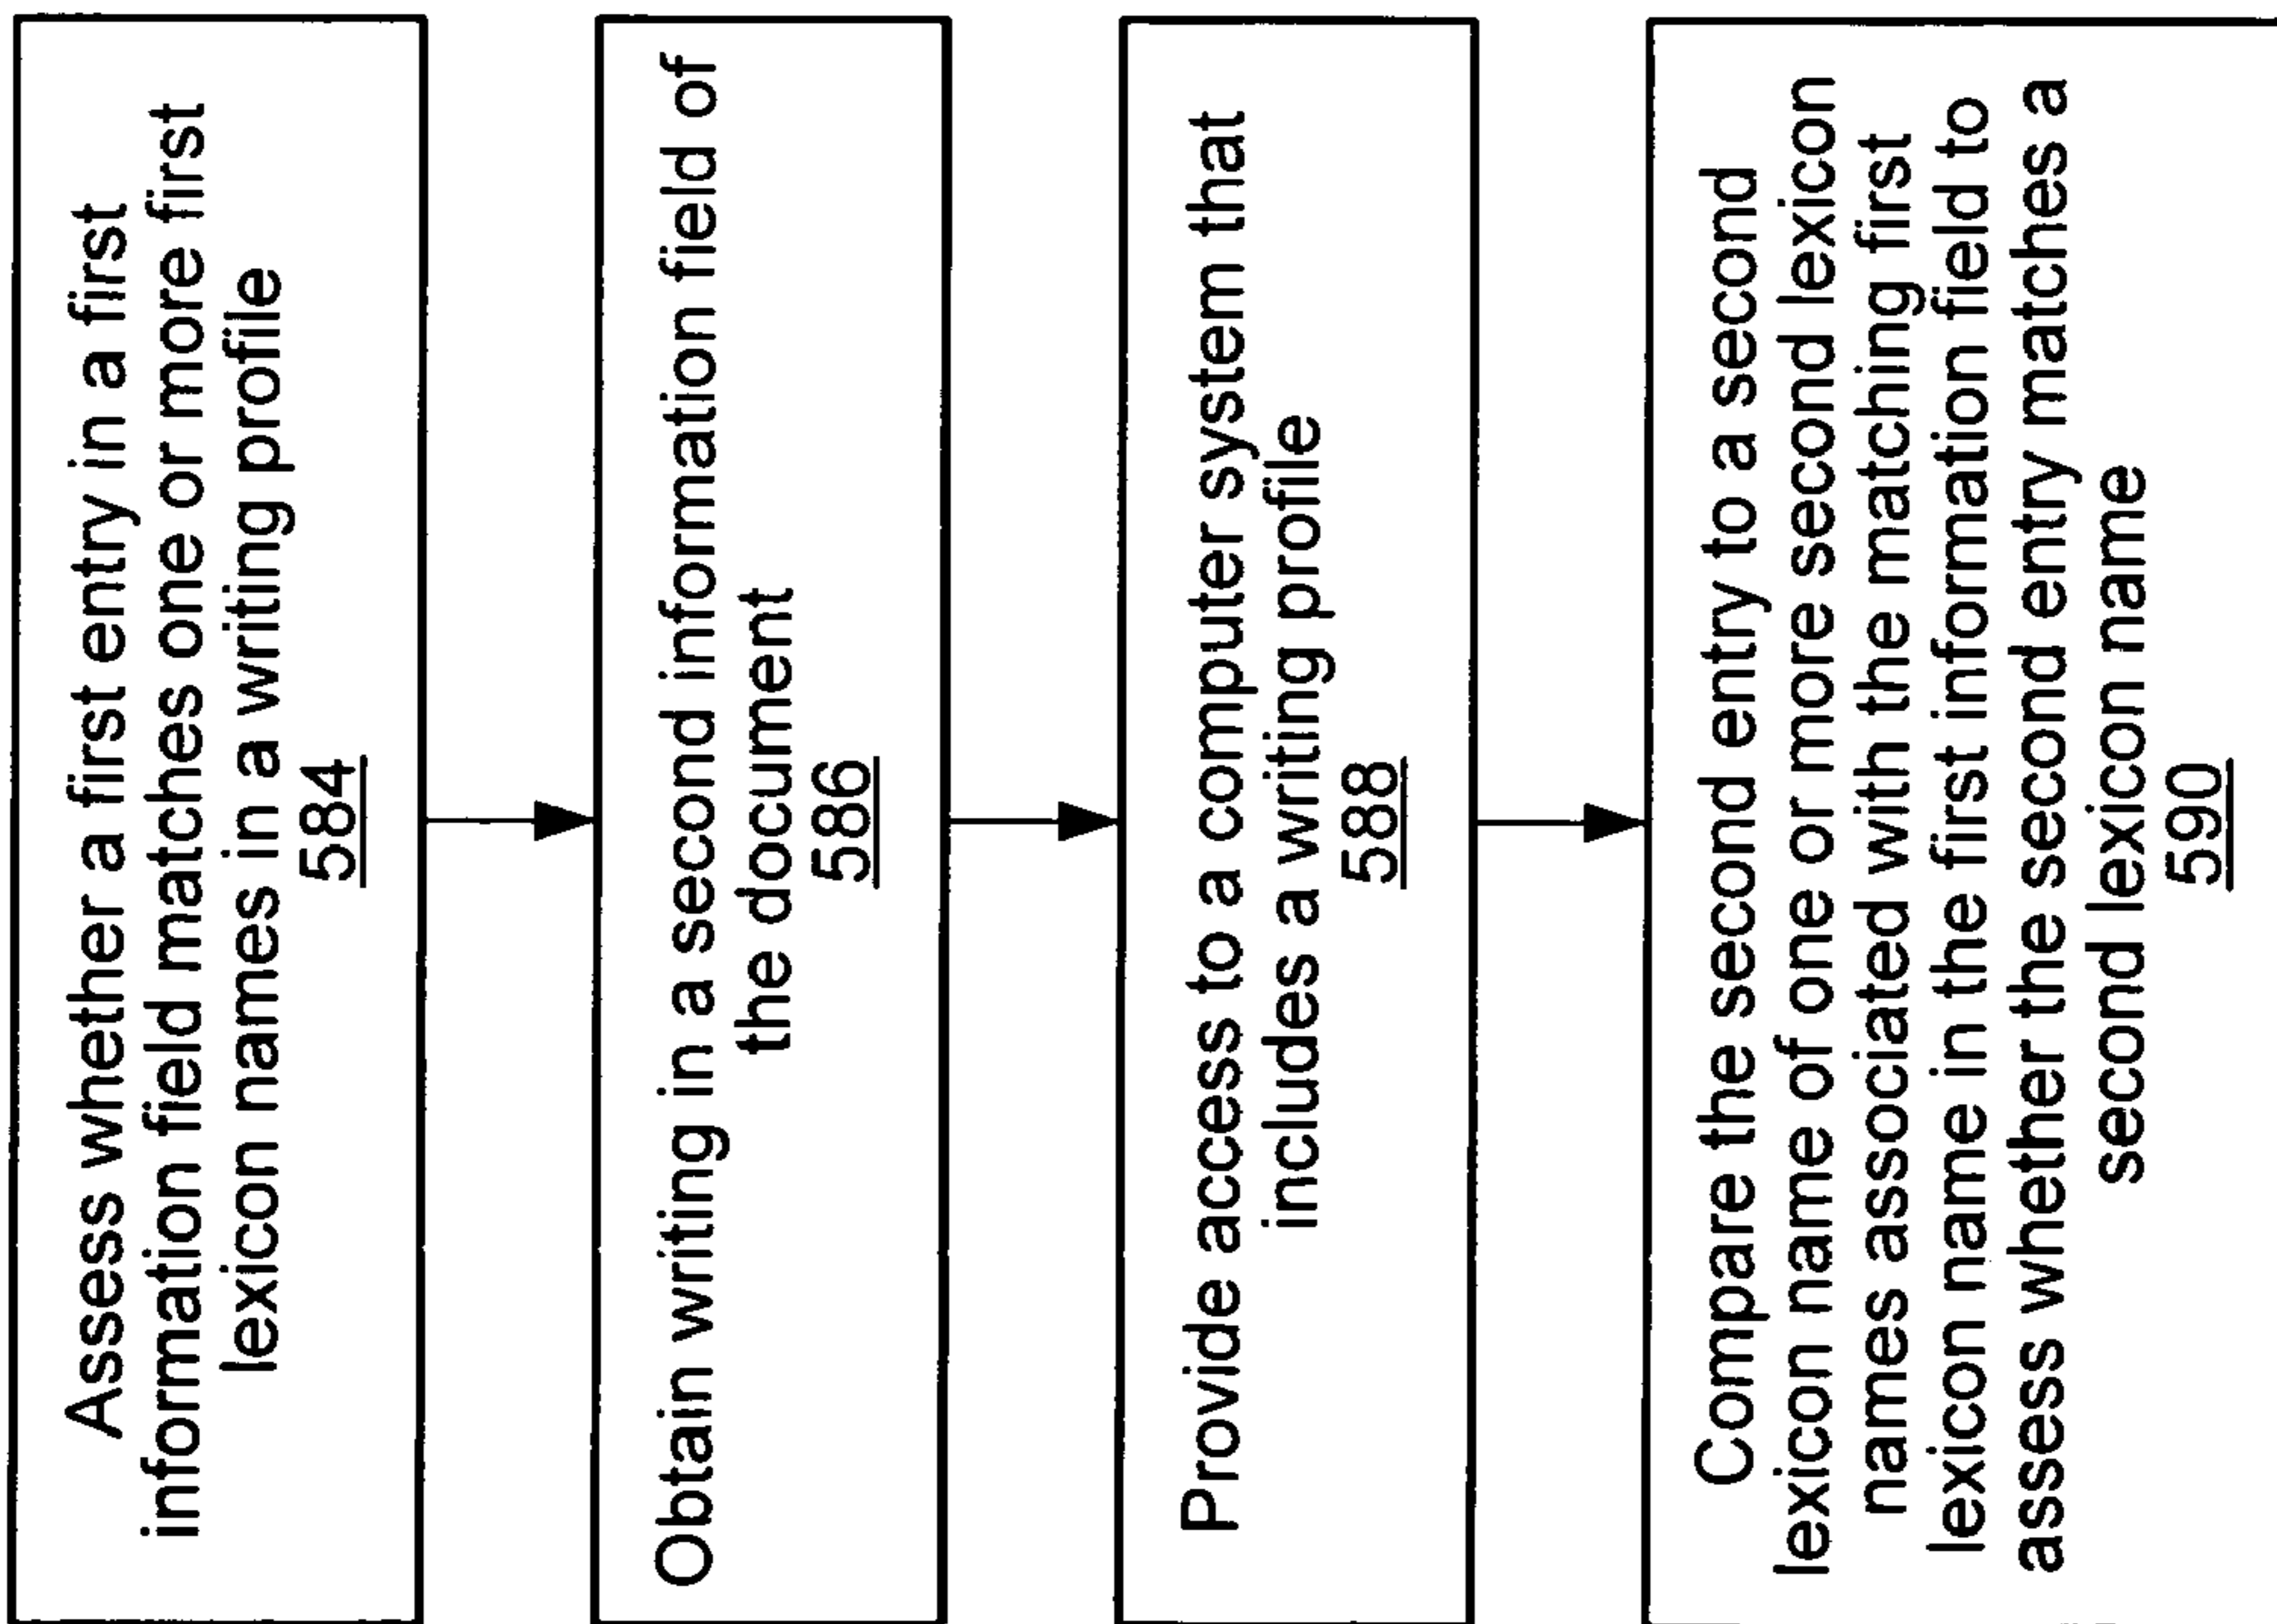 Assess whether a first entry in a first
information field matches one or more first
lexicon names in a writing profile
584
Obtain writing in a second information field of
the document
586
Provide access to a computer system that
includes a writing profile
588
Compare the second entry to a second
lexicon name of one or more second lexicon
names associated with the matching first
lexicon name in the first information field to
assess whether the second entry matches a
second lexicon name
590